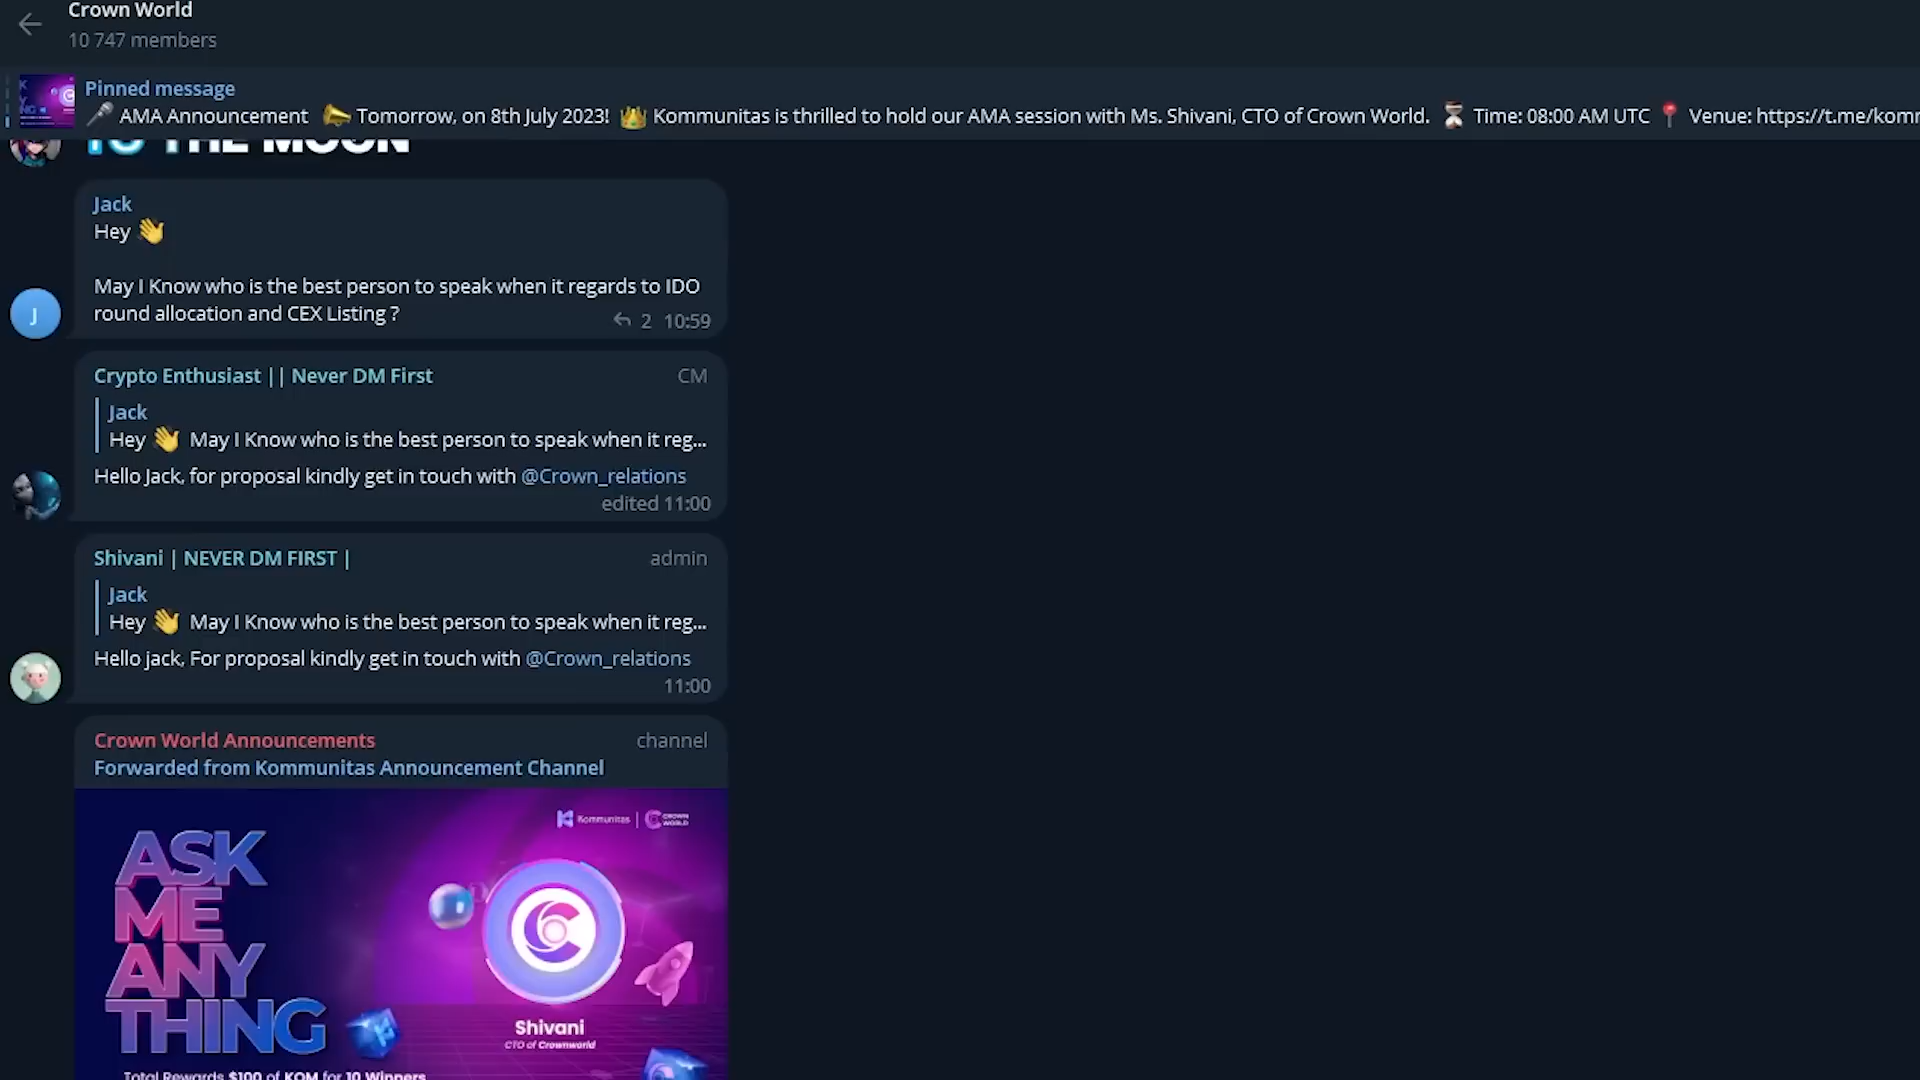 Crown World
10 747 members
Pinned message
🎤 AMA Announcement 📣 Tomorrow, on 8th July 2023! 👑 Kommunitas is thrilled to hold our AMA session with Ms. Shivani, CTO of Crown World. ⏳ Time: 08:00 AM UTC 📍 Venue: https://t.me/komm
TO THE MOON
Jack
Hey 👋
May I Know who is the best person to speak when it regards to IDO
round allocation and CEX Listing ?
2 10:59
J
Crypto Enthusiast || Never DM First CM
Jack
Hey 👋 May I Know who is the best person to speak when it reg...
Hello Jack, for proposal kindly get in touch with @Crown_relations
edited 11:00
Shivani | NEVER DM FIRST | admin
Jack
Hey 👋 May I Know who is the best person to speak when it reg...
Hello jack, For proposal kindly get in touch with @Crown_relations
11:00
Crown World Announcements channel
Forwarded from Kommunitas Announcement Channel
Kommunitas | CROWN
WORLD
ASK
ME
ANY
THING
Shivani
CTO of Crownworld
Total Rewards $100 of KOM for 10 Winners